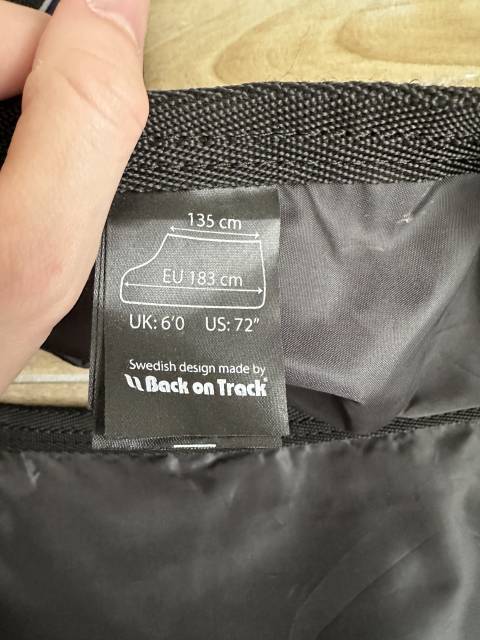 135 cm
EU 183 cm
UK: 6'0 US: 72"
Swedish design made by
Back on Track®